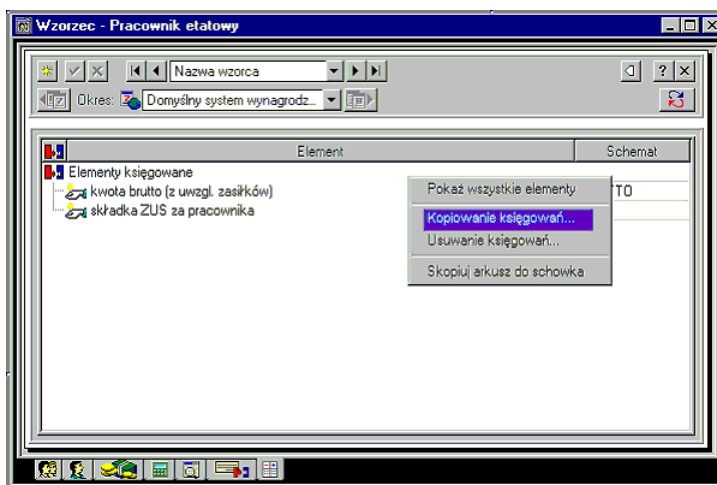 Wzorzec - Pracownik etatowy
Nazwa wzorca
Okres: Domyślny system wynagrodz...
Element Schemat
Elementy księgowane
kwota brutto (z uwzgl. zasiłków) TTO
składka ZUS za pracownika
Pokaż wszystkie elementy
Kopiowanie księgowań...
Usuwanie księgowań...
Skopiuj arkusz do schowka